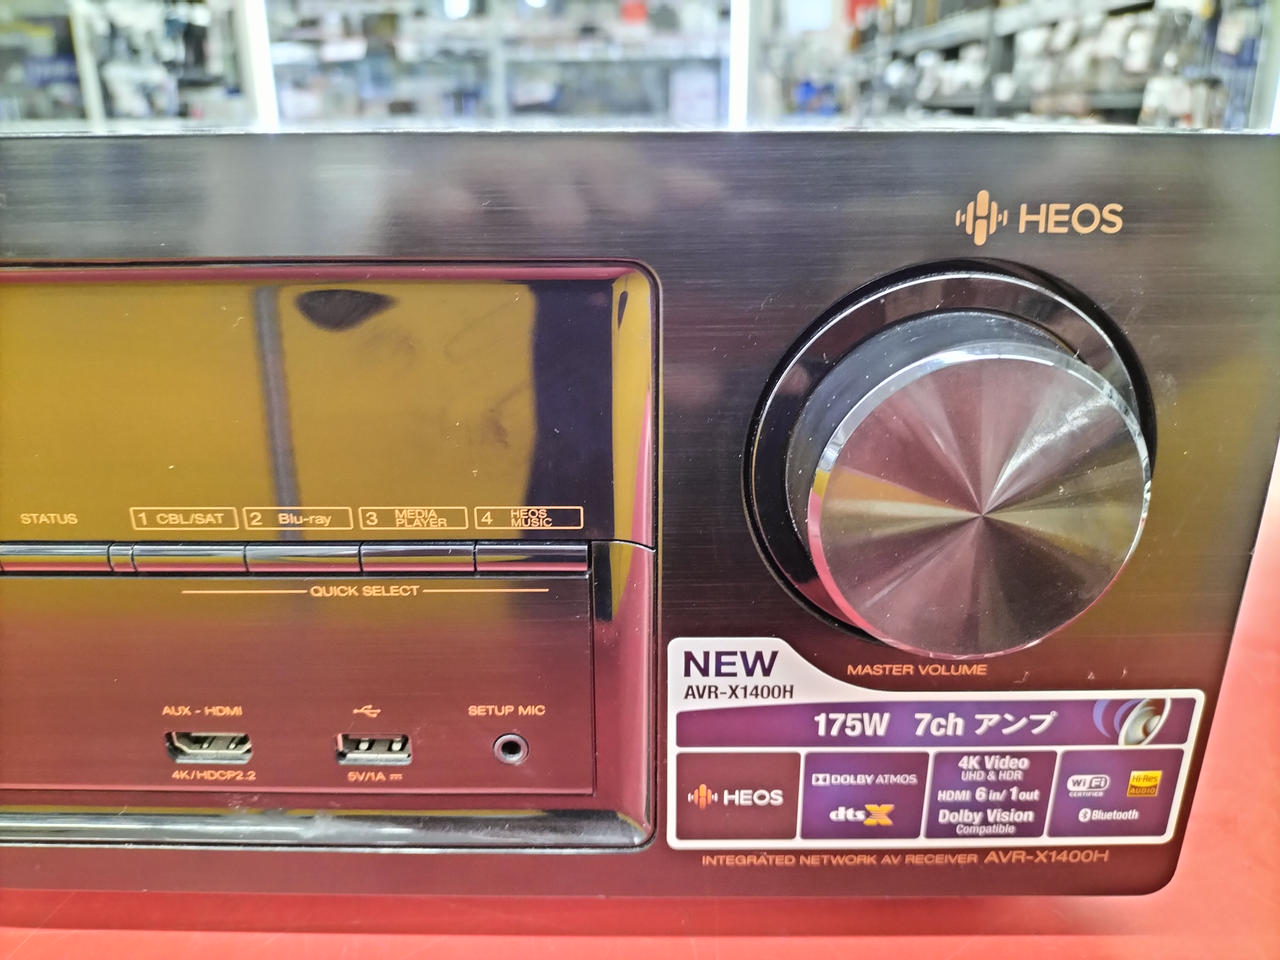 HEOS
STATUS
1 CBL/SAT
2 Blu-ray
3 MEDIA PLAYER
4 HEOS MUSIC
QUICK SELECT
AUX - HDMI
4K/HDCP2.2
5V/1A
SETUP MIC
MASTER VOLUME
NEW
AVR-X1400H
175W 7ch アンプ
HEOS
DOLBY ATMOS
dts X
4K Video
UHD & HDR
HDMI 6 in/ 1 out
Dolby Vision
Compatible
Wi Fi
CERTIFIED
Hi-Res
AUDIO
Bluetooth
INTEGRATED NETWORK AV RECEIVER AVR-X1400H